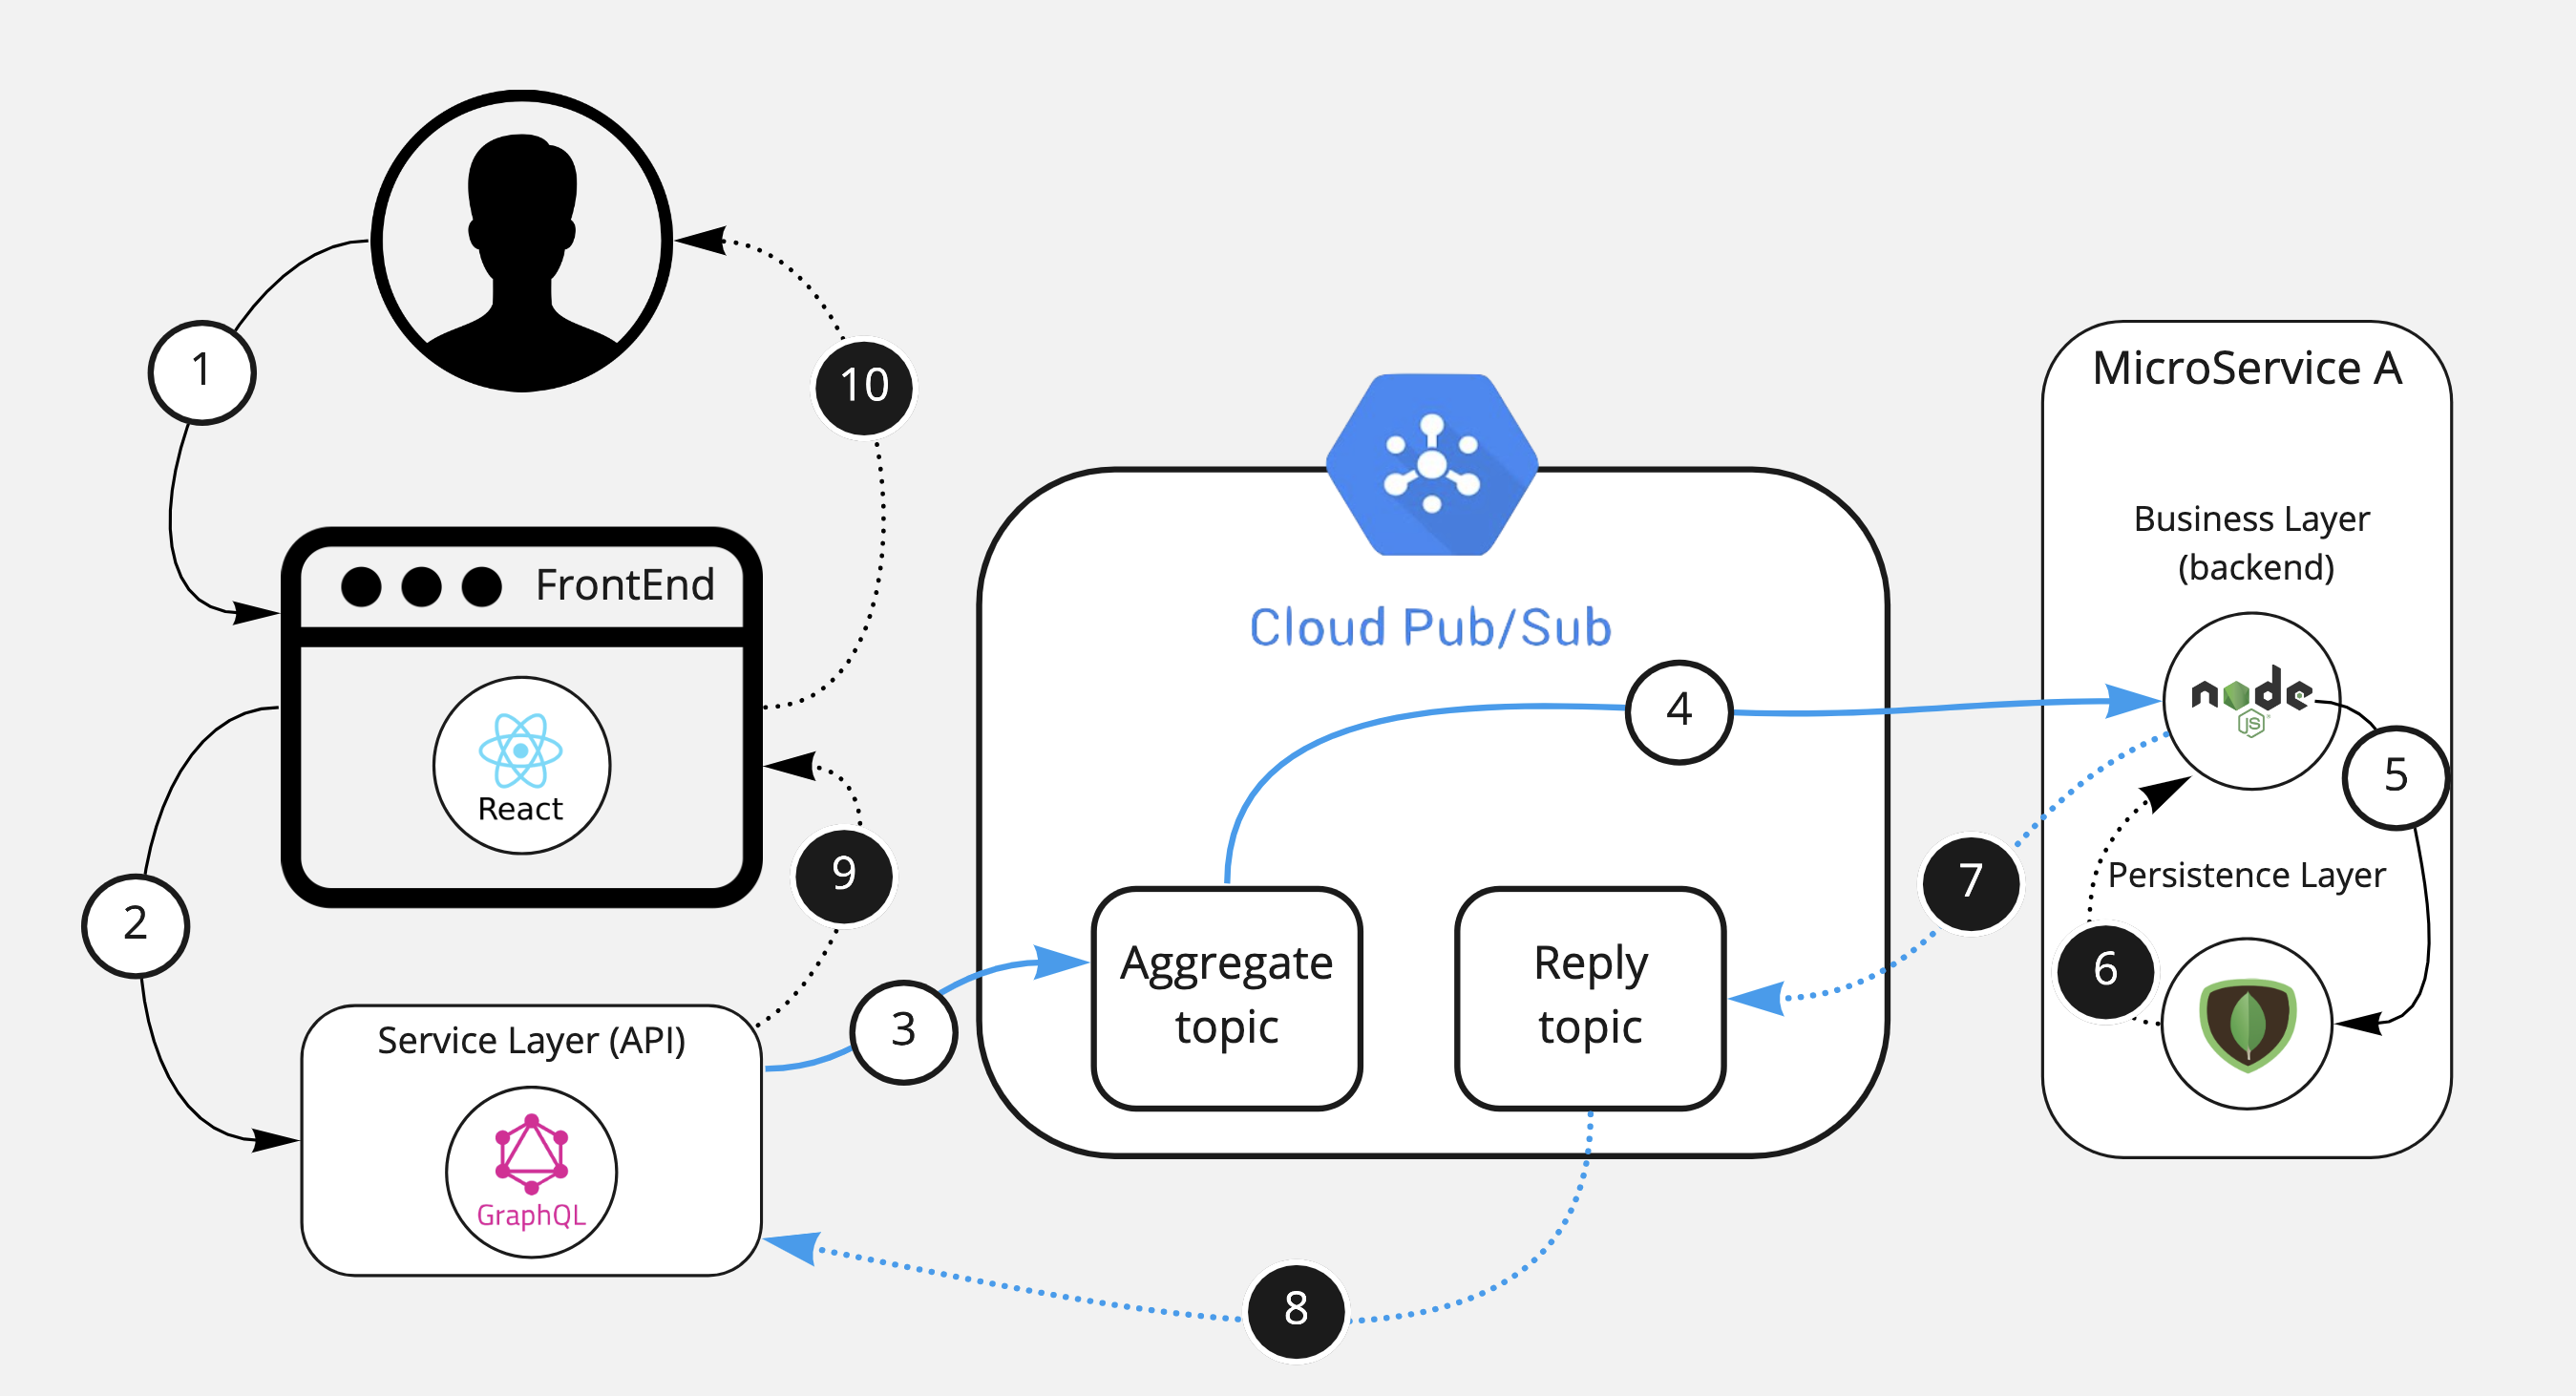 1
10
MicroService A
Business Layer
(backend)
FrontEnd
Cloud Pub/Sub
4
node
JS
5
React
9
7
Persistence Layer
2
Aggregate
topic
Reply
topic
6
3
Service Layer (API)
GraphQL
8